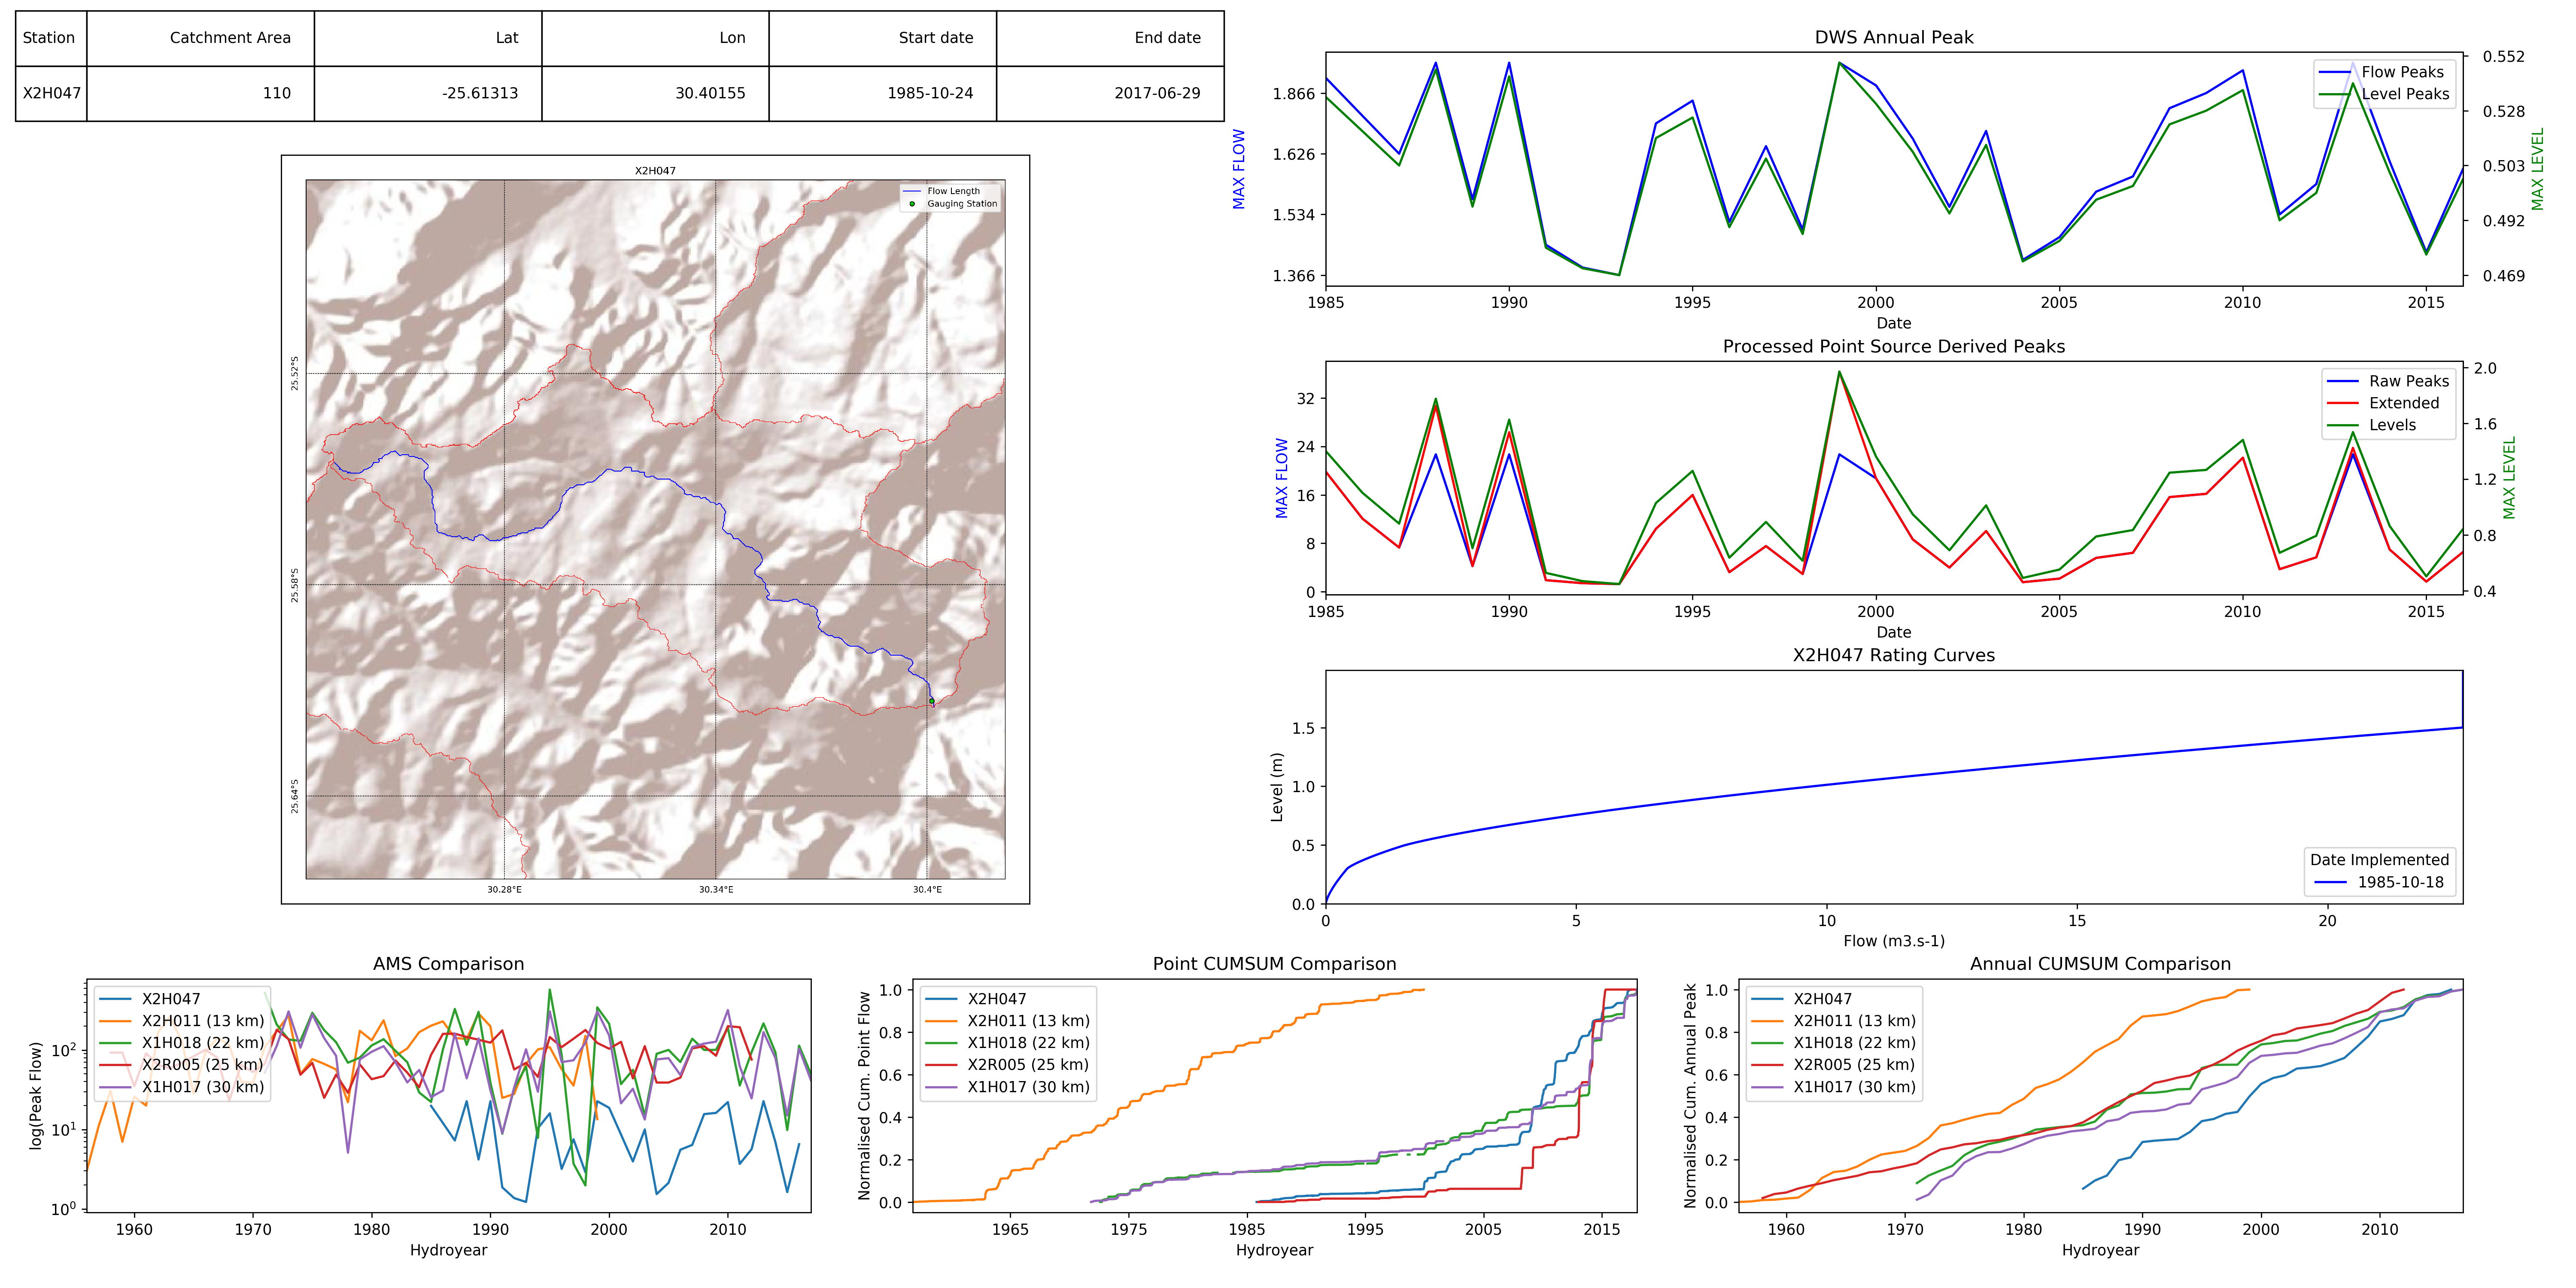 Station Catchment Area Lat Lon Start date End date
X2H047 110 -25.61313 30.40155 1985-10-24 2017-06-29
X2H047
Flow Length
Gauging Station
25.52°S
25.58°S
25.64°S
30.28°E 30.34°E 30.4°E
DWS Annual Peak
MAX FLOW
1.866
1.626
1.534
1.366
Flow Peaks
Level Peaks
0.552
0.528
0.503
0.492
0.469
MAX LEVEL
1985 1990 1995 2000 2005 2010 2015
Date
Processed Point Source Derived Peaks
MAX FLOW
32
24
16
8
0
Raw Peaks
Extended
Levels
2.0
1.6
1.2
0.8
0.4
MAX LEVEL
1985 1990 1995 2000 2005 2010 2015
Date
X2H047 Rating Curves
Level (m)
1.5
1.0
0.5
0.0
Date Implemented
1985-10-18
0 5 10 15 20
Flow (m3.s-1)
AMS Comparison
log(Peak Flow)
10²
10¹
10⁰
X2H047
X2H011 (13 km)
X1H018 (22 km)
X2R005 (25 km)
X1H017 (30 km)
1960 1970 1980 1990 2000 2010
Hydroyear
Point CUMSUM Comparison
Normalised Cum. Point Flow
1.0
0.8
0.6
0.4
0.2
0.0
X2H047
X2H011 (13 km)
X1H018 (22 km)
X2R005 (25 km)
X1H017 (30 km)
1965 1975 1985 1995 2005 2015
Hydroyear
Annual CUMSUM Comparison
Normalised Cum. Annual Peak
1.0
0.8
0.6
0.4
0.2
0.0
X2H047
X2H011 (13 km)
X1H018 (22 km)
X2R005 (25 km)
X1H017 (30 km)
1960 1970 1980 1990 2000 2010
Hydroyear